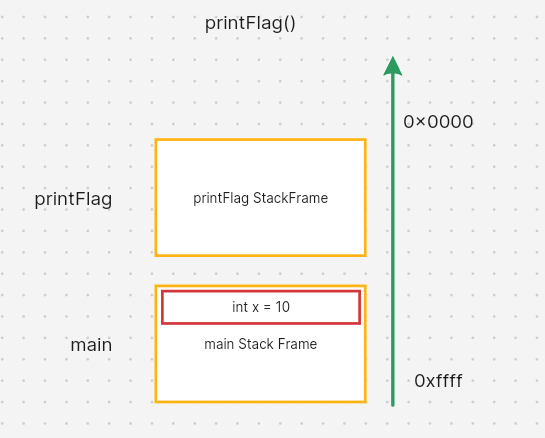 printFlag()
0×0000
printFlag
printFlag StackFrame
int x = 10
main
main Stack Frame
0xffff